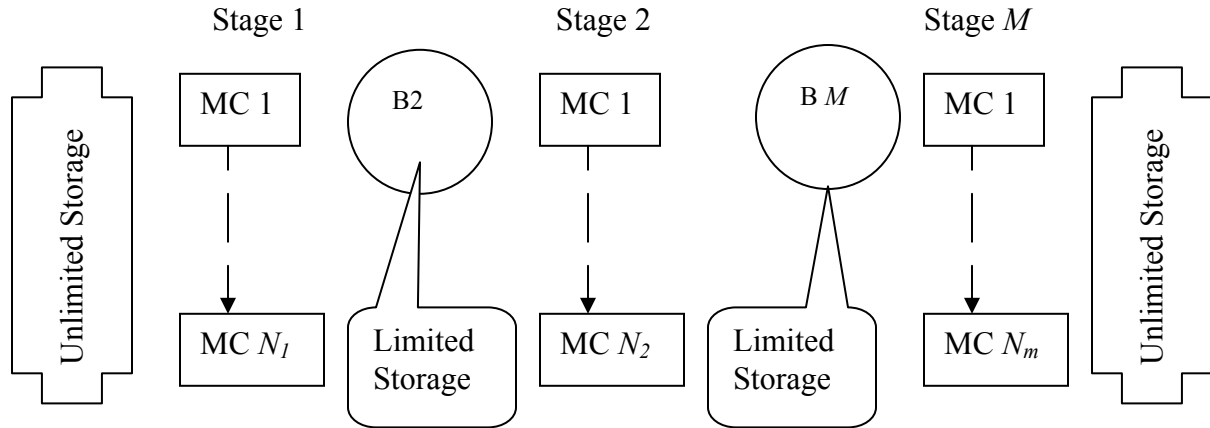 Stage 1
Stage 2
Stage M
Unlimited Storage
MC 1
B2
MC 1
B M
MC 1
Unlimited Storage
MC N1
Limited
Storage
MC N2
Limited
Storage
MC Nm